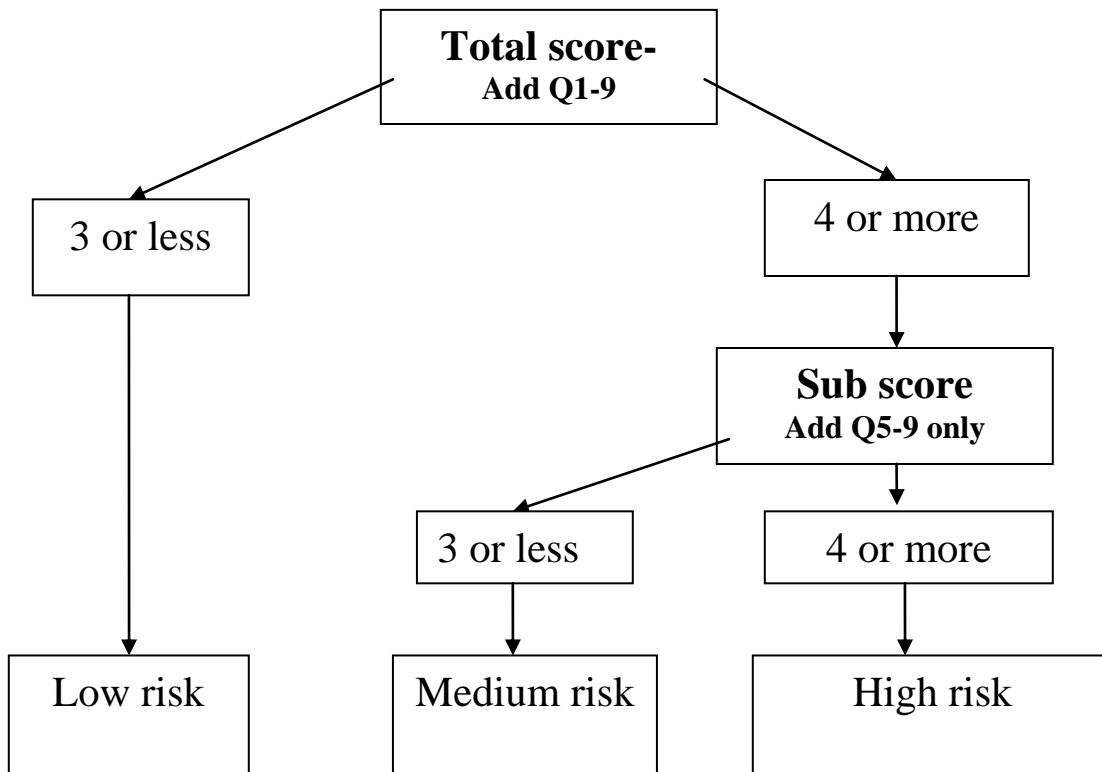 Total score-
Add Q1-9
3 or less
4 or more
Sub score
Add Q5-9 only
3 or less
4 or more
Low risk
Medium risk
High risk